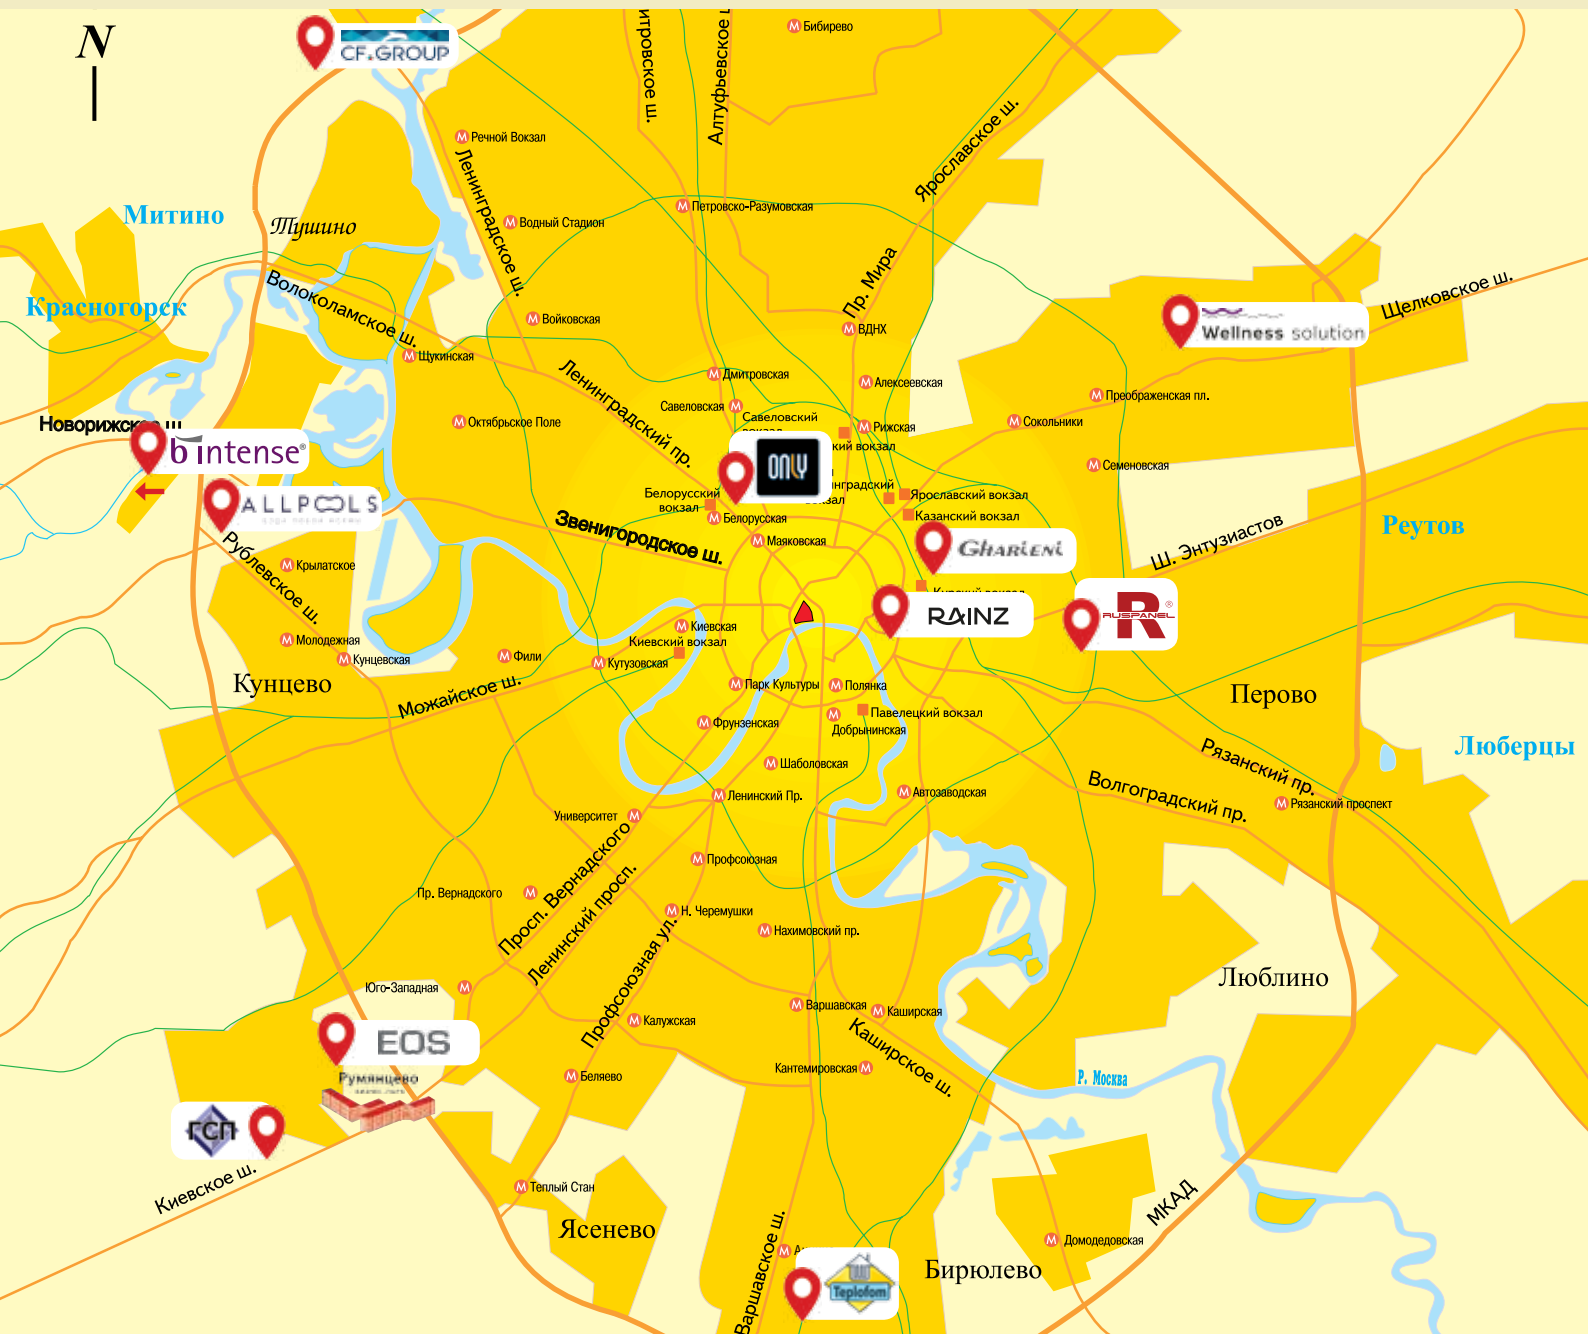 N
CF.GROUP
итровское ш.
Алтуфьевское ш
Бибирево
Речной Вокзал
Ленинградское ш.
Ярославское ш.
Митино
Тушино
Водный Стадион
Петровско-Разумовская
Пр. Мира
Красногорск
Волоколамское ш.
Войковская
ВДНХ
Wellness solution
Щелковское ш.
Щукинская
Ленинградский пр.
Дмитровская
Алексеевская
Преображенская пл.
Савеловская
Савеловский
Октябрьское Поле
Рижская
Сокольники
кий вокзал
Новорижское ш
b intense®
ONLY
Семеновская
ALLPOOLS
Белорусский
вокзал
нградский
Ярославский вокзал
Казанский вокзал
Белорусская
Звенигородское ш.
Маяковская
Gharieni
Ш. Энтузиастов
Реутов
Рублевское ш.
Крылатское
RAINZ
R®
RUSPANEL
Киевская
Киевский вокзал
Молодежная
Кунцевская
Фили
Кутузовская
Кунцево
Можайское ш.
Парк Культуры
Полянка
Перово
Фрунзенская
Павелецкий вокзал
Добрынинская
Люберцы
Рязанский пр.
Шаболовская
Волгоградский пр.
Ленинский Пр.
Автозаводская
Рязанский проспект
Университет
Просп. Вернадского
Профсоюзная
Ленинский просп.
Пр. Вернадского
Н. Черемушки
Нахимовский пр.
Профсоюзная ул.
Люблино
Юго-Западная
Варшавская
Каширская
Калужская
Каширское ш.
EOS
Румянцево
Беляево
Кантемировская
Р. Москва
ГСП
Киевское ш.
Теплый Стан
МКАД
Ясенево
Варшавское ш.
Домодедовская
Бирюлево
Teplofom